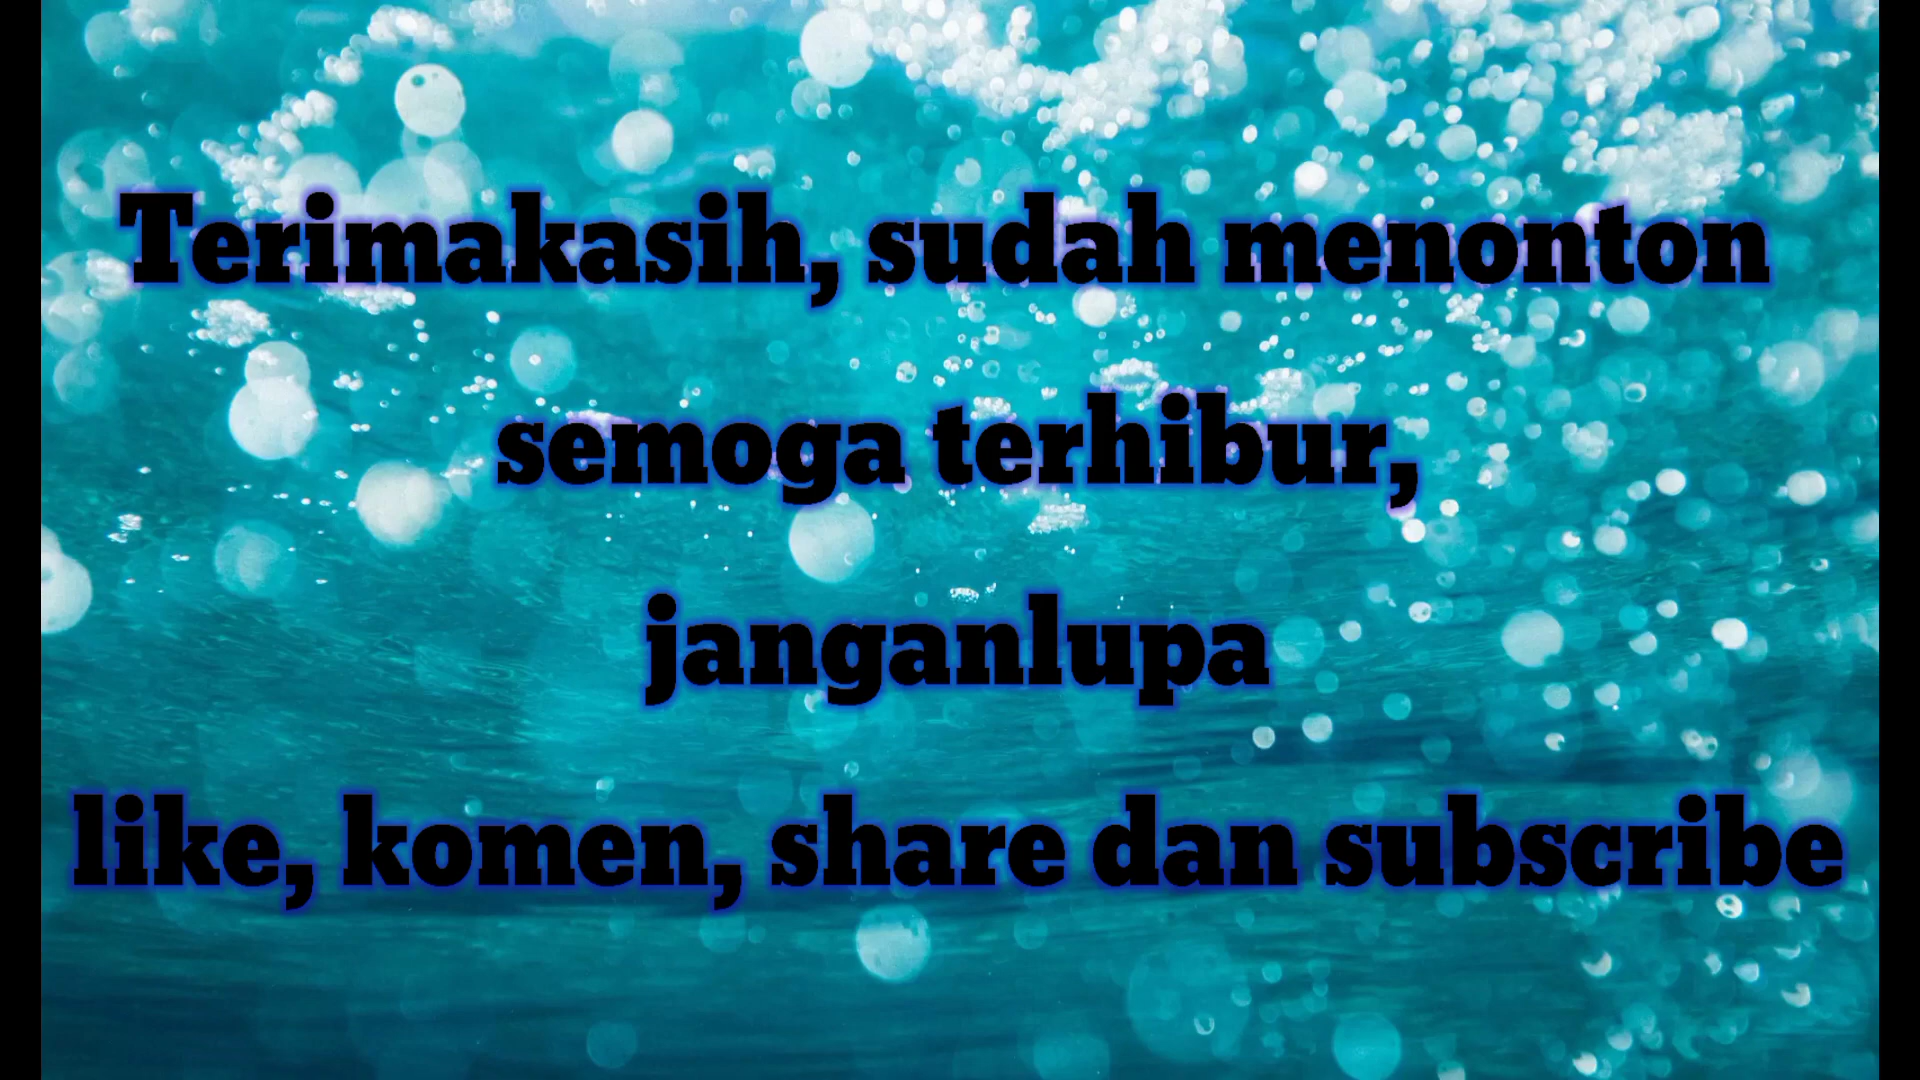 Terimakasih, sudah menonton
semoga terhibur,
janganlupa
like, komen, share dan subscribe